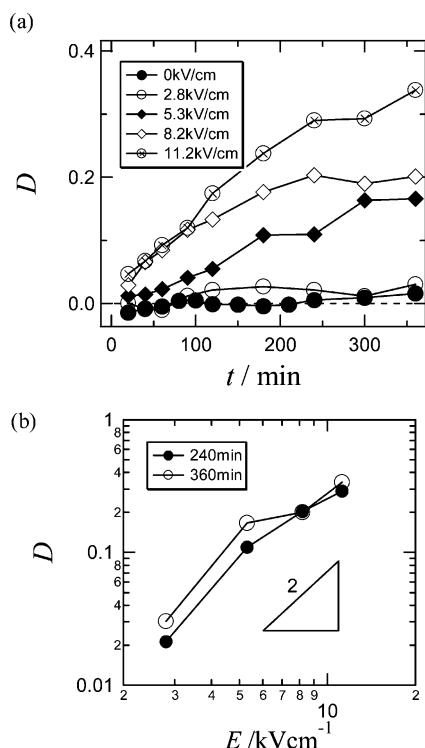 (a)
0.4
0.2
0.0
D
0kV/cm
2.8kV/cm
5.3kV/cm
8.2kV/cm
11.2kV/cm
0 100 200 300
t / min
(b)
1
8
6
4
2
0.1
8
6
4
2
0.01
D
240min
360min
2
2 3 4 5 6 7 8 9 10 2
E /kVcm⁻¹